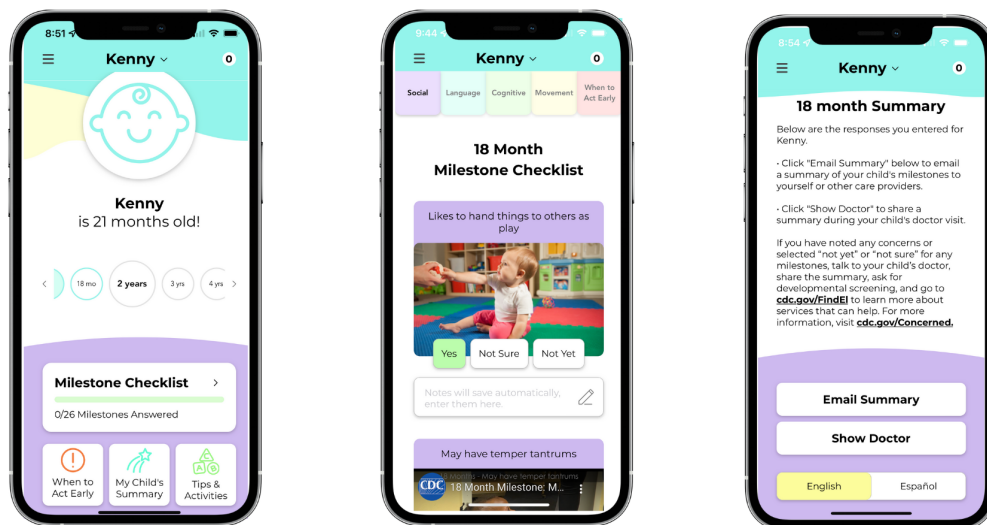 8:51
Kenny
0
Kenny
is 21 months old!
18 mo
2 years
3 yrs
4 yrs
Milestone Checklist
0/26 Milestones Answered
When to
Act Early
My Child's
Summary
A
C B
Tips &
Activities
9:44
Kenny
0
Social
Language
Cognitive
Movement
When to
Act Early
18 Month
Milestone Checklist
Likes to hand things to others as
play
Yes
Not Sure
Not Yet
Notes will save automatically,
enter them here.
May have temper tantrums
Months - May have temper tantrums
CDC
18 Month Milestone: M...
8:54
Kenny
0
18 month Summary
Below are the responses you entered for
Kenny.
• Click "Email Summary" below to email
a summary of your child's milestones to
yourself or other care providers.
• Click "Show Doctor" to share a
summary during your child's doctor visit.
If you have noted any concerns or
selected “not yet” or “not sure” for any
milestones, talk to your child’s doctor,
share the summary, ask for
developmental screening, and go to
cdc.gov/FindEI to learn more about
services that can help. For more
information, visit cdc.gov/Concerned.
Email Summary
Show Doctor
English
Español